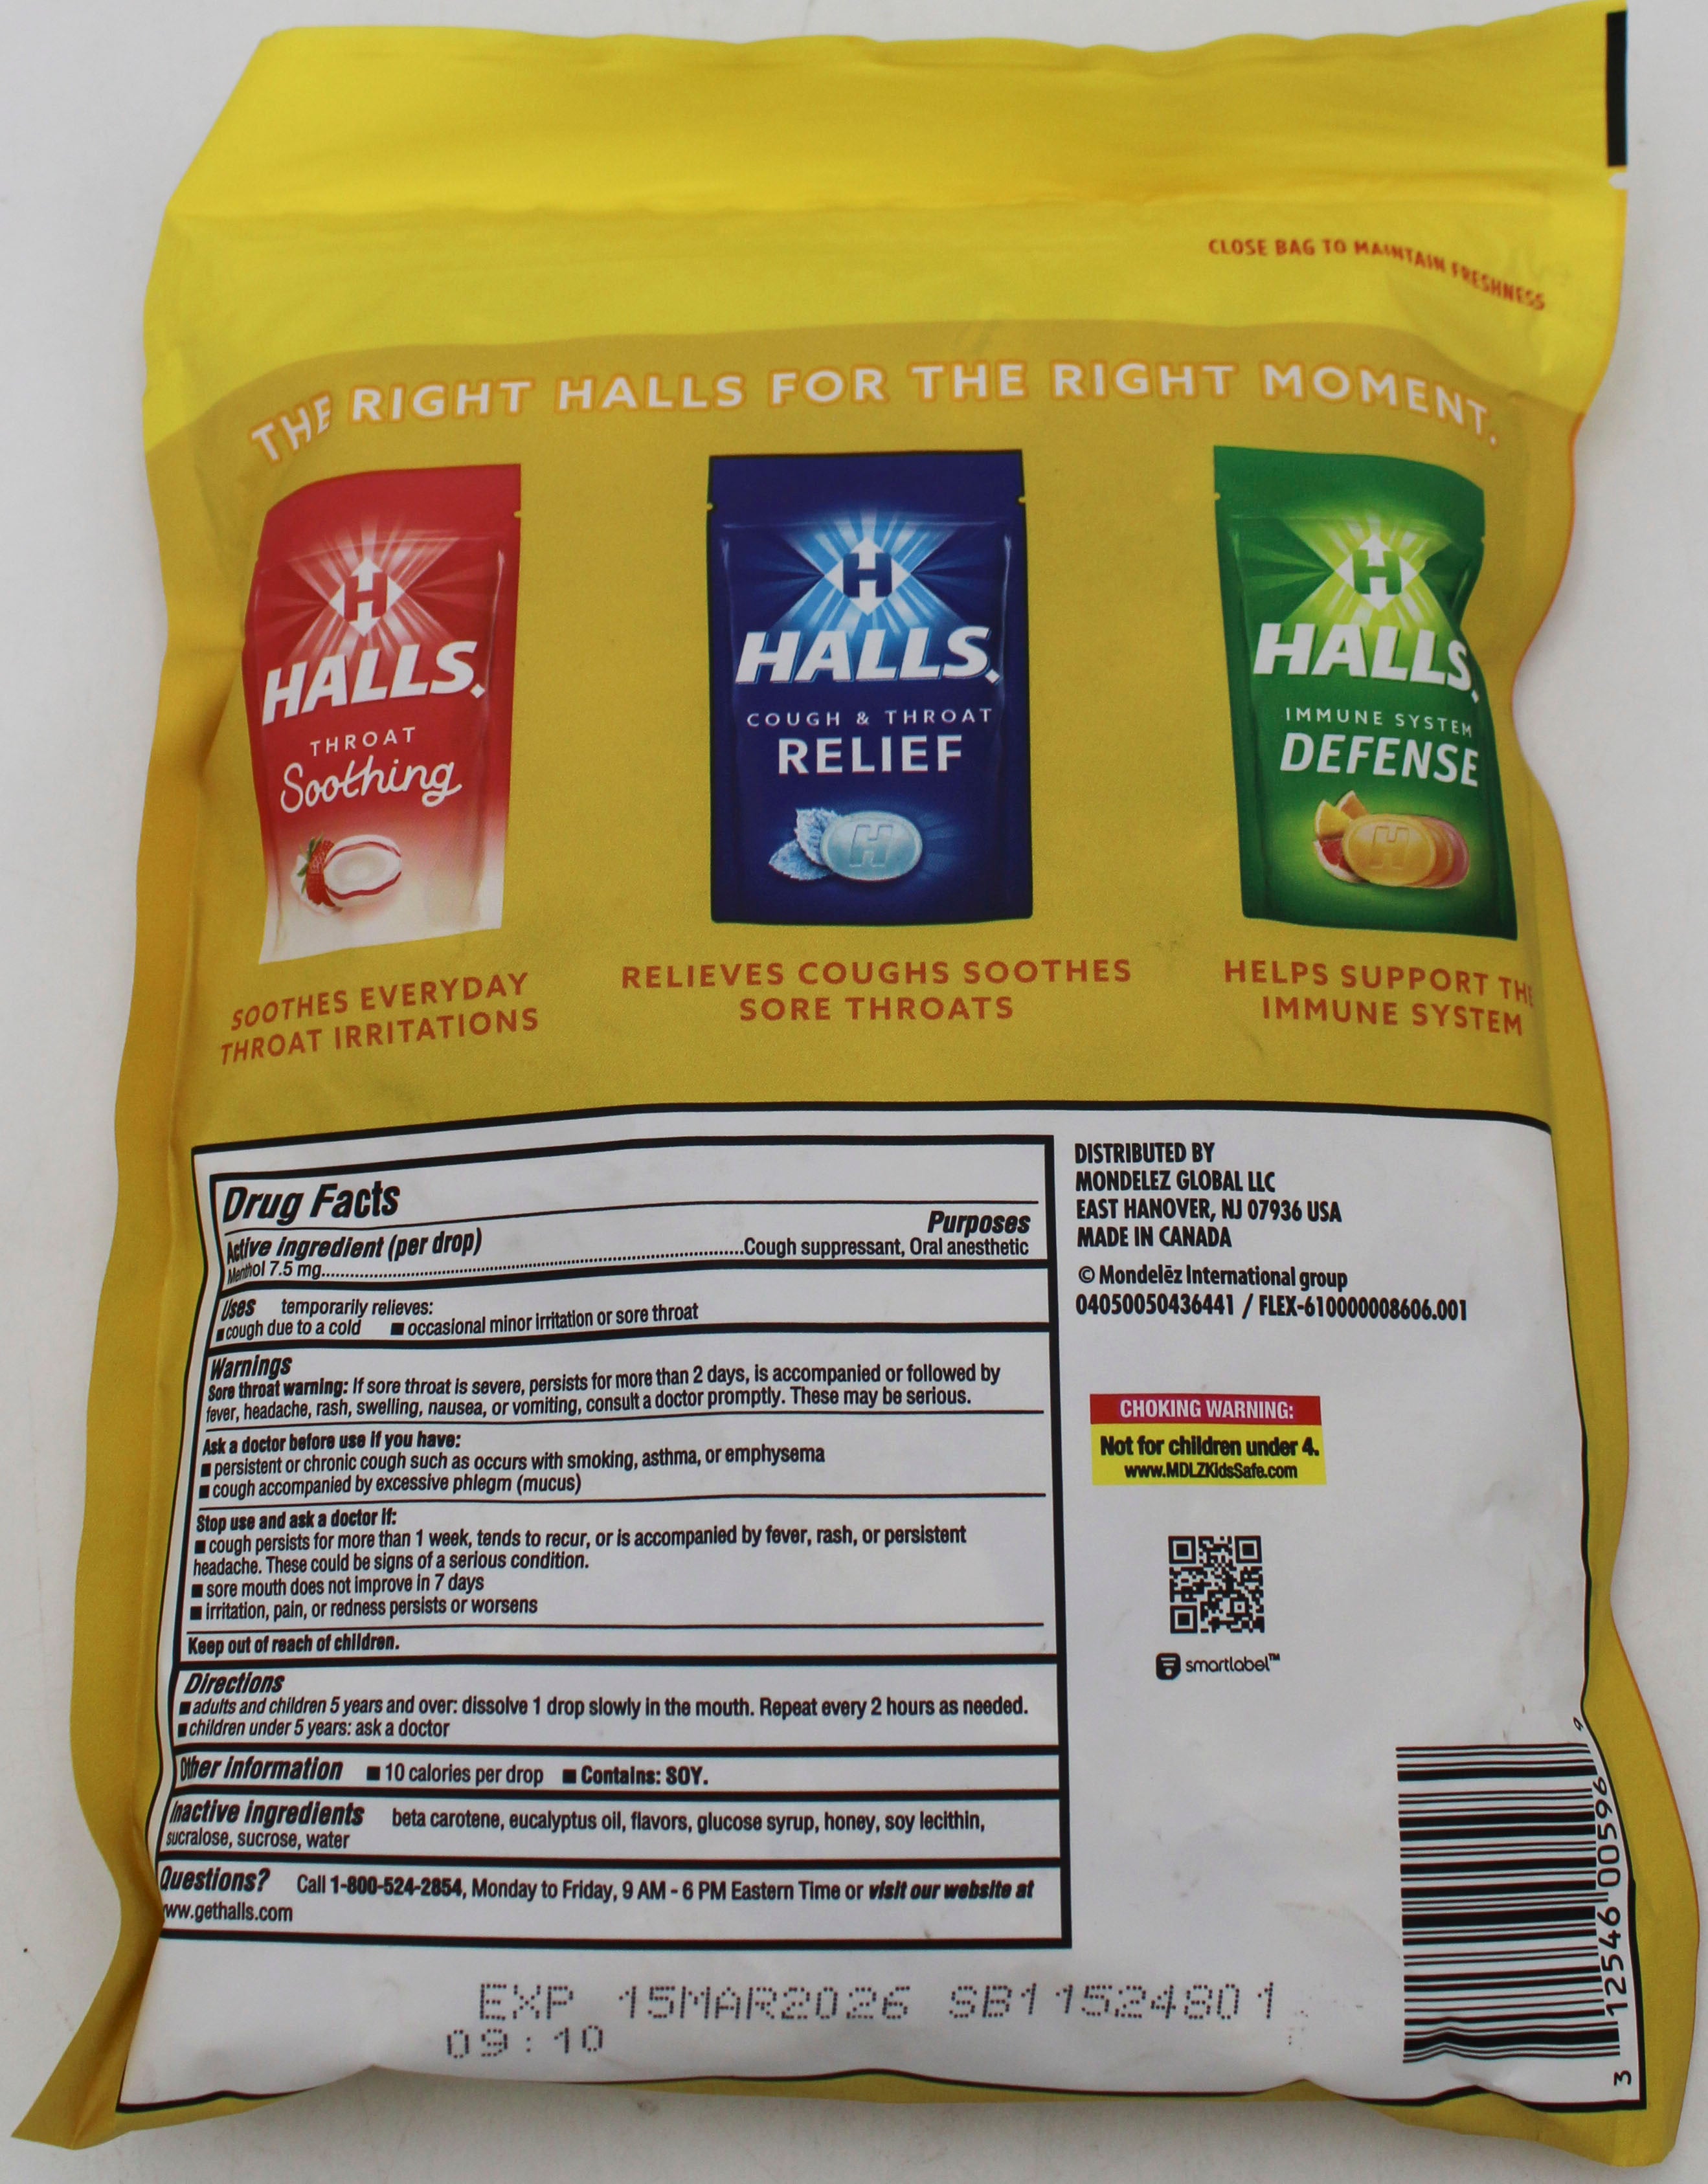 CLOSE BAG TO MAINTAIN FRESHNESS
THE RIGHT HALLS FOR THE RIGHT MOMENT.
H
HALLS.
THROAT
Soothing
SOOTHES EVERYDAY
THROAT IRRITATIONS
H
HALLS.
COUGH & THROAT
RELIEF
H
RELIEVES COUGHS SOOTHES
SORE THROATS
H
HALLS.
IMMUNE SYSTEM
DEFENSE
H
HELPS SUPPORT THE
IMMUNE SYSTEM
Drug Facts
Active ingredient (per drop) Purposes
Menthol 7.5 mg..........Cough suppressant, Oral anesthetic
Uses temporarily relieves:
■ cough due to a cold ■ occasional minor irritation or sore throat
Warnings
Sore throat warning: If sore throat is severe, persists for more than 2 days, is accompanied or followed by
fever, headache, rash, swelling, nausea, or vomiting, consult a doctor promptly. These may be serious.
Ask a doctor before use if you have:
■ persistent or chronic cough such as occurs with smoking, asthma, or emphysema
■ cough accompanied by excessive phlegm (mucus)
Stop use and ask a doctor if:
■ cough persists for more than 1 week, tends to recur, or is accompanied by fever, rash, or persistent
headache. These could be signs of a serious condition.
■ sore mouth does not improve in 7 days
■ irritation, pain, or redness persists or worsens
Keep out of reach of children.
Directions
■ adults and children 5 years and over: dissolve 1 drop slowly in the mouth. Repeat every 2 hours as needed.
■ children under 5 years: ask a doctor
Other information ■ 10 calories per drop ■ Contains: SOY.
Inactive ingredients beta carotene, eucalyptus oil, flavors, glucose syrup, honey, soy lecithin,
sucralose, sucrose, water
Questions? Call 1-800-524-2854, Monday to Friday, 9 AM - 6 PM Eastern Time or visit our website at
www.gethalls.com
DISTRIBUTED BY
MONDELEZ GLOBAL LLC
EAST HANOVER, NJ 07936 USA
MADE IN CANADA
© Mondelēz International group
04050050436441 / FLEX-610000008606.001
CHOKING WARNING:
Not for children under 4.
www.MDLZKidsSafe.com
smartlabel™
3 12546 00596 9
EXP 15MAR2026 SB11524801
09:10